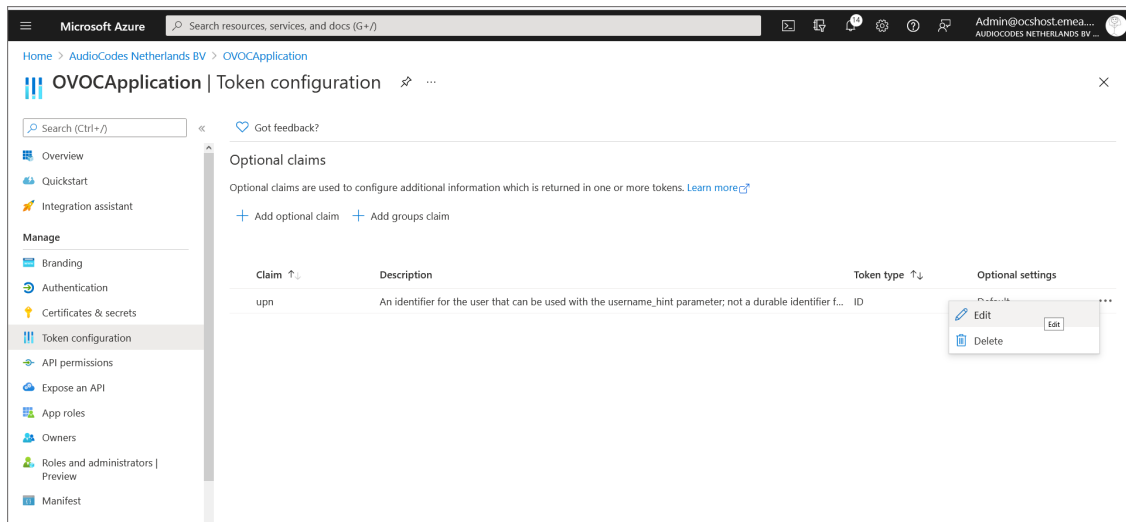 Microsoft Azure
Search resources, services, and docs (G+/)
14
Admin@ocshost.emea....
AUDIOCODES NETHERLANDS BV ...
Home > AudioCodes Netherlands BV > OVOCApplication
OVOCApplication | Token configuration
Search (Ctrl+/)
Got feedback?
Overview
Quickstart
Integration assistant
Manage
Branding
Authentication
Certificates & secrets
Token configuration
API permissions
Expose an API
App roles
Owners
Roles and administrators |
Preview
Manifest
Optional claims
Optional claims are used to configure additional information which is returned in one or more tokens. Learn more
Add optional claim Add groups claim
Claim Description Token type Optional settings
upn An identifier for the user that can be used with the username_hint parameter; not a durable identifier f... ID Default
Edit
Edit
Delete